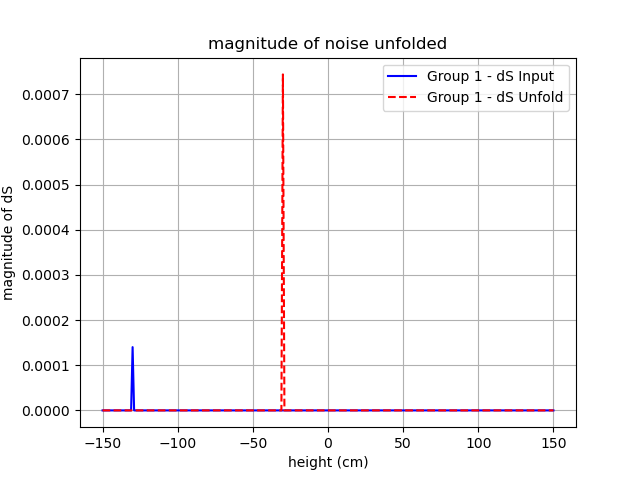 magnitude of noise unfolded
Group 1 - dS Input
Group 1 - dS Unfold
magnitude of dS
0.0007
0.0006
0.0005
0.0004
0.0003
0.0002
0.0001
0.0000
−150 −100 −50 0 50 100 150
height (cm)